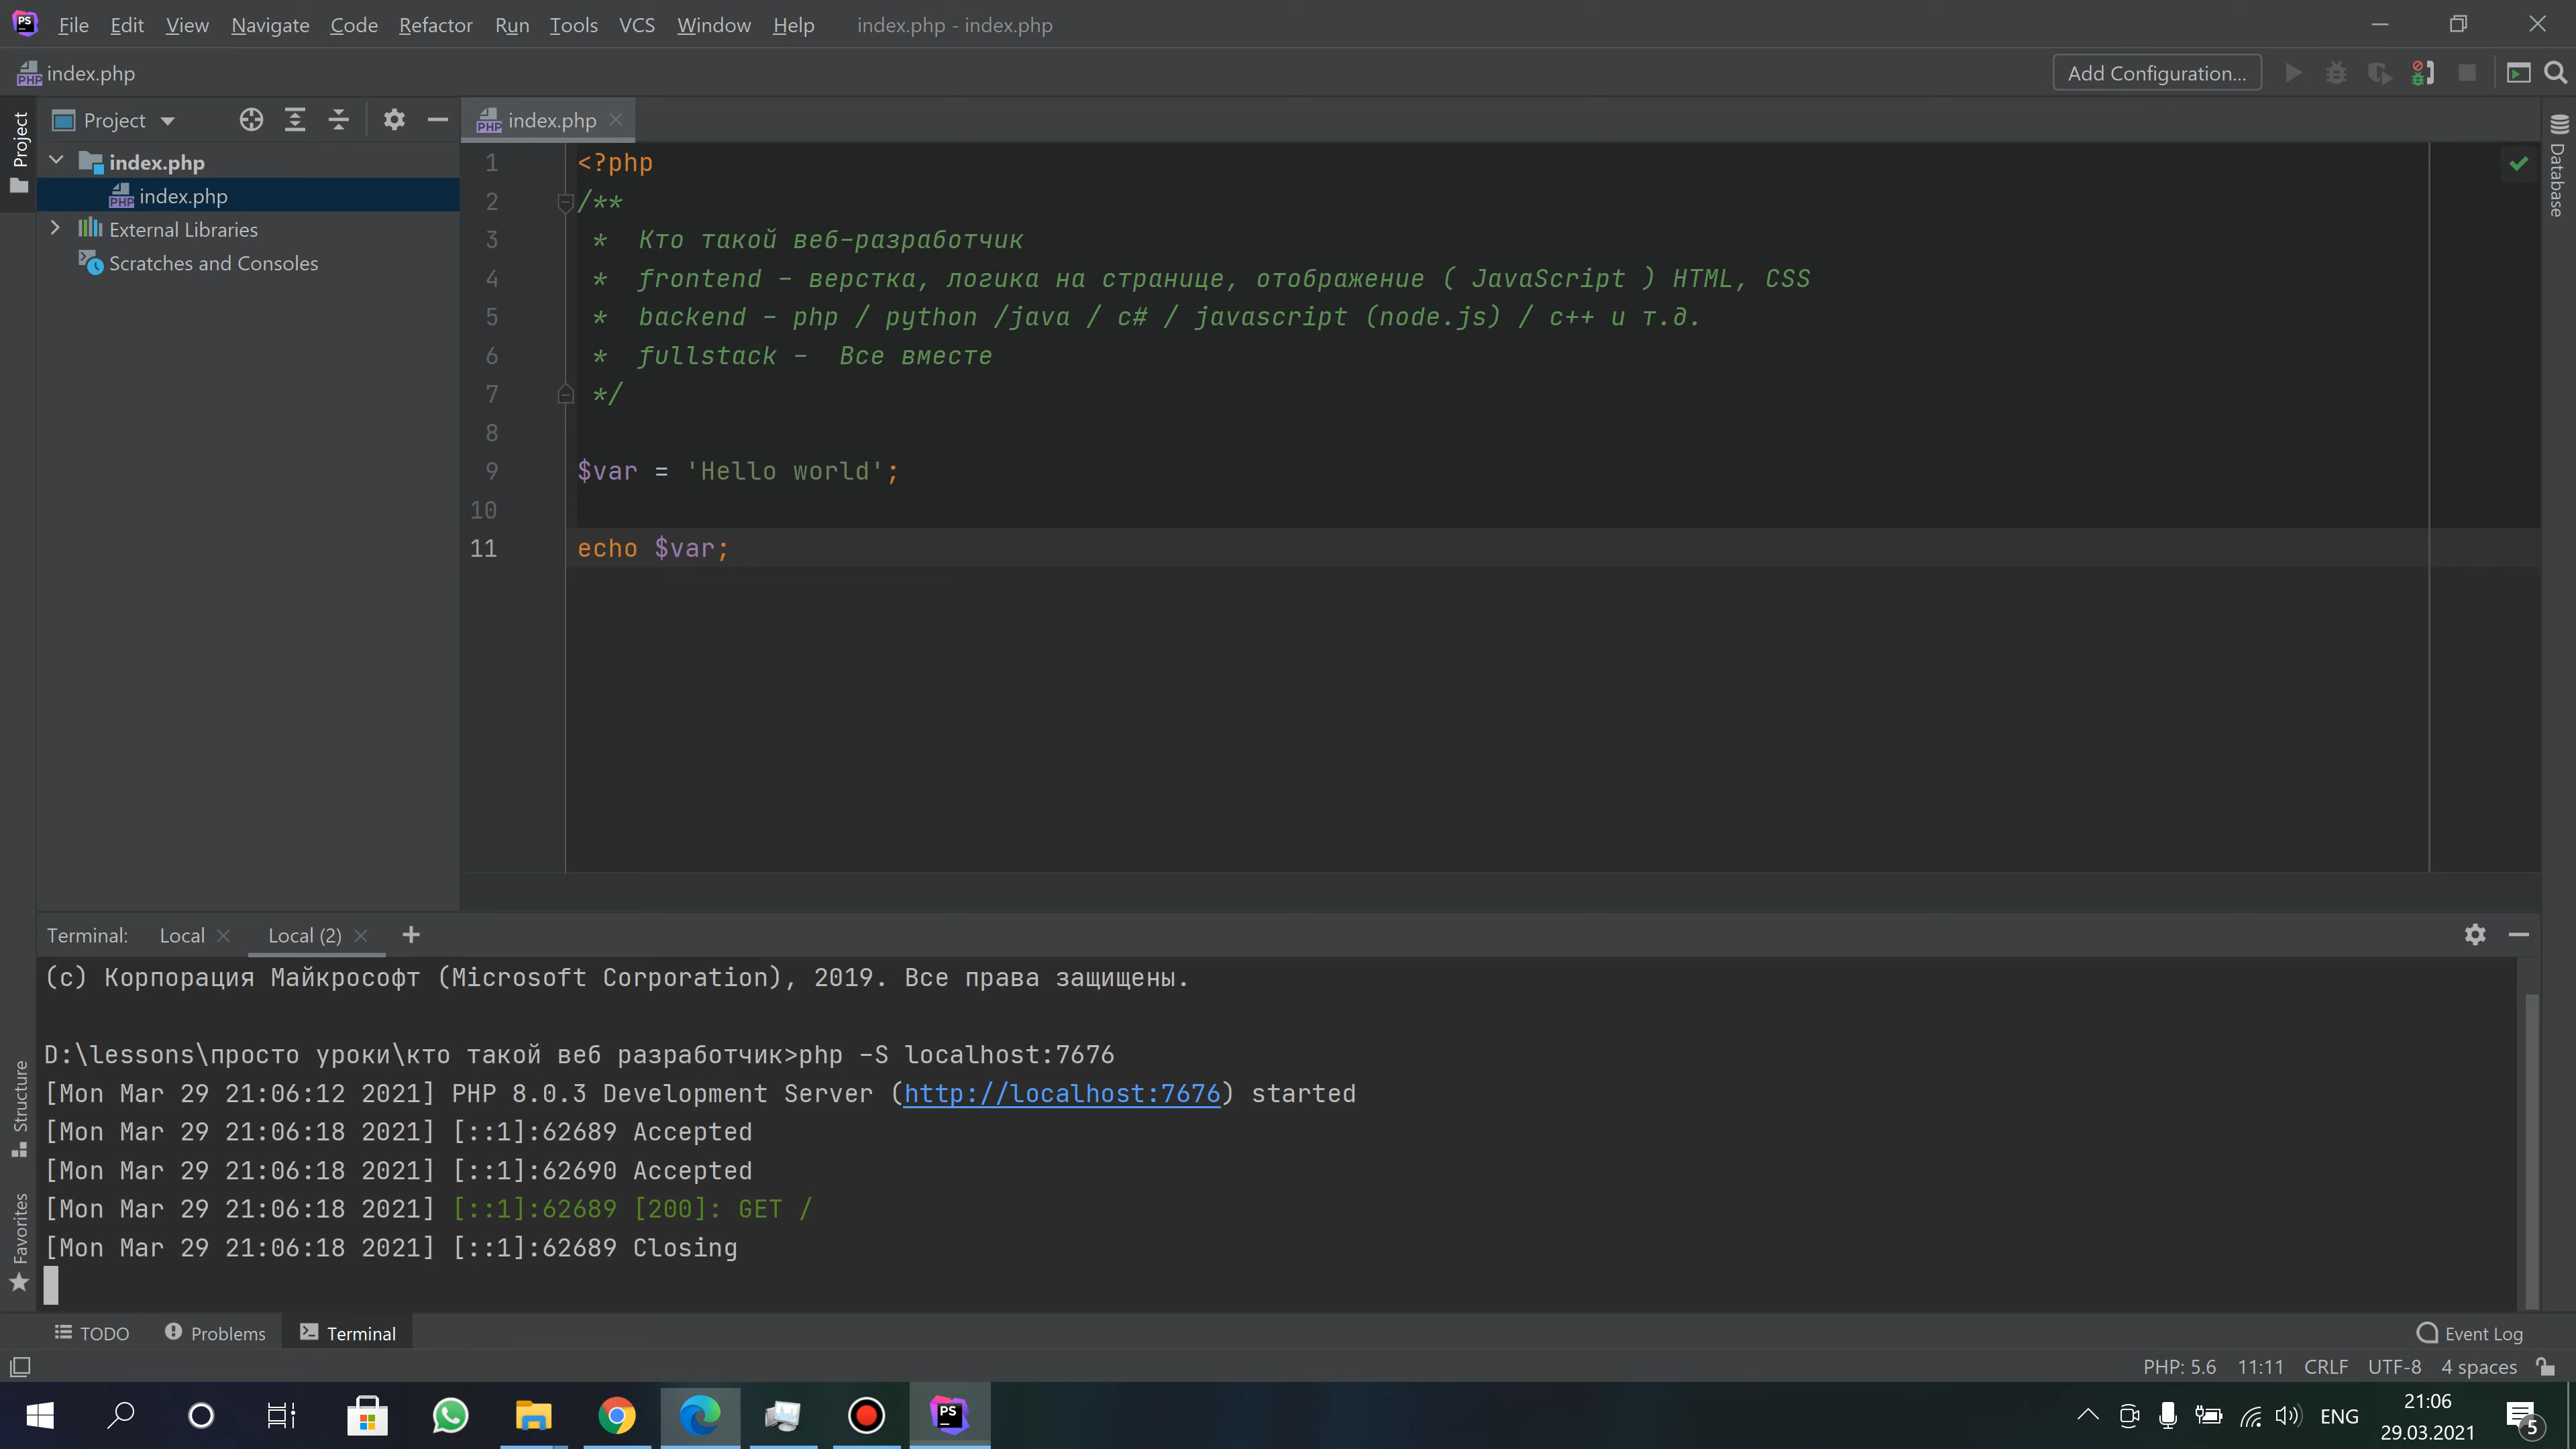 File Edit View Navigate Code Refactor Run Tools VCS Window Help index.php - index.php
index.php
Add Configuration...
Project
index.php
index.php
index.php
External Libraries
Scratches and Consoles
Project
Structure
Favorites
Database
1 <?php
2 /**
3 * Кто такой веб-разработчик
4 * frontend - верстка, логика на странице, отображение ( JavaScript ) HTML, CSS
5 * backend - php / python /java / c# / javascript (node.js) / c++ и т.д.
6 * fullstack - Все вместе
7 */
8
9 $var = 'Hello world';
10
11 echo $var;
Terminal: Local Local (2)
(c) Корпорация Майкрософт (Microsoft Corporation), 2019. Все права защищены.
D:\lessons\просто уроки\кто такой веб разработчик>php -S localhost:7676
[Mon Mar 29 21:06:12 2021] PHP 8.0.3 Development Server (http://localhost:7676) started
[Mon Mar 29 21:06:18 2021] [::1]:62689 Accepted
[Mon Mar 29 21:06:18 2021] [::1]:62690 Accepted
[Mon Mar 29 21:06:18 2021] [::1]:62689 [200]: GET /
[Mon Mar 29 21:06:18 2021] [::1]:62689 Closing
TODO Problems Terminal Event Log
PHP: 5.6 11:11 CRLF UTF-8 4 spaces
ENG
21:06
29.03.2021
5